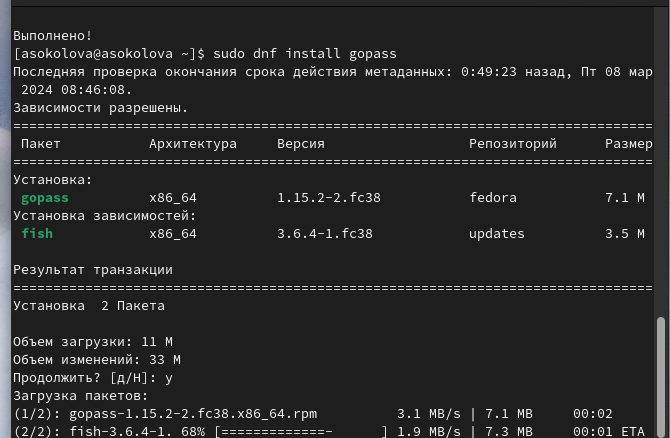 Выполнено!
[asokolova@asokolova ~]$ sudo dnf install gopass
Последняя проверка окончания срока действия метаданных: 0:49:23 назад, Пт 08 мар
 2024 08:46:08.
Зависимости разрешены.
================================================================================
 Пакет           Архитектура     Версия                  Репозиторий      Размер
================================================================================
Установка:
 gopass          x86_64          1.15.2-2.fc38           fedora           7.1 M
Установка зависимостей:
 fish            x86_64          3.6.4-1.fc38            updates          3.5 M

Результат транзакции
================================================================================
Установка  2 Пакета

Объем загрузки: 11 M
Объем изменений: 33 M
Продолжить? [д/Н]: y
Загрузка пакетов:
(1/2): gopass-1.15.2-2.fc38.x86_64.rpm          3.1 MB/s | 7.1 MB     00:02
(2/2): fish-3.6.4-1. 68% [=============-      ] 1.9 MB/s | 7.3 MB     00:01 ETA